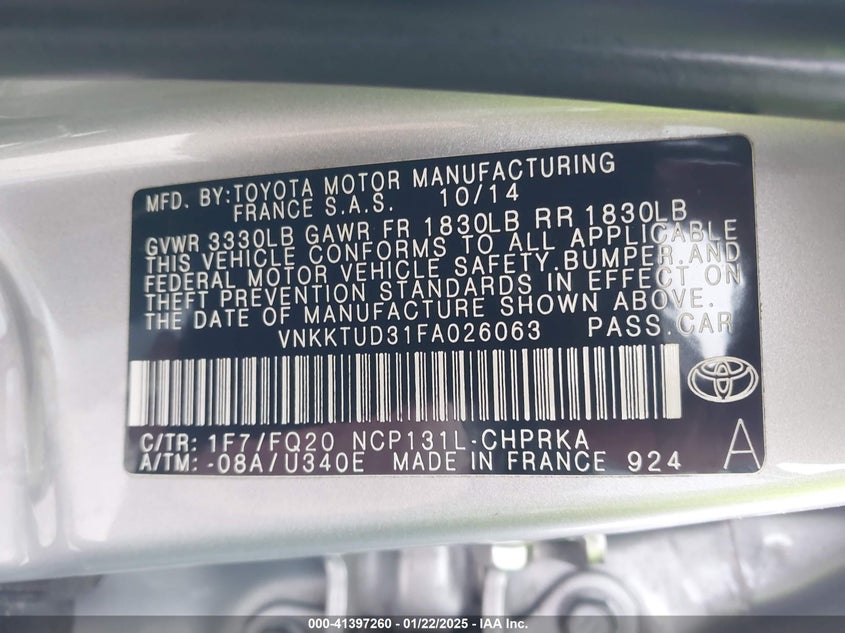 MFD. BY:TOYOTA MOTOR MANUFACTURING
FRANCE S.A.S. 10/14
GVWR 3330LB GAWR FR 1830LB RR 1830LB
THIS VEHICLE CONFORMS TO ALL APPLICABLE
FEDERAL MOTOR VEHICLE SAFETY,BUMPER,AND
THEFT PREVENTION STANDARDS IN EFFECT ON
THE DATE OF MANUFACTURE SHOWN ABOVE.
VNKKTUD31FA026063 PASS.CAR
C/TR: 1F7/FQ20 NCP131L-CHPRKA
A/TM: -08A/U340E MADE IN FRANCE 924
A
000-41397260 - 01/22/2025 - IAA Inc.